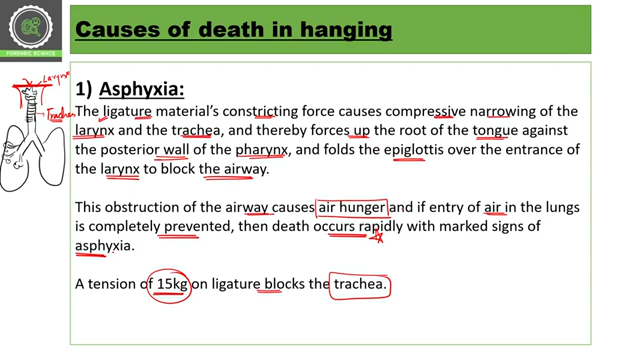 Causes of death in hanging
FORENSIC SCIENCE
Larynx
Trachea
1) Asphyxia:
The ligature material's constricting force causes compressive narrowing of the
larynx and the trachea, and thereby forces up the root of the tongue against
the posterior wall of the pharynx, and folds the epiglottis over the entrance of
the larynx to block the airway.
This obstruction of the airway causes air hunger and if entry of air in the lungs
is completely prevented, then death occurs rapidly with marked signs of
asphyxia.
A tension of 15kg on ligature blocks the trachea.